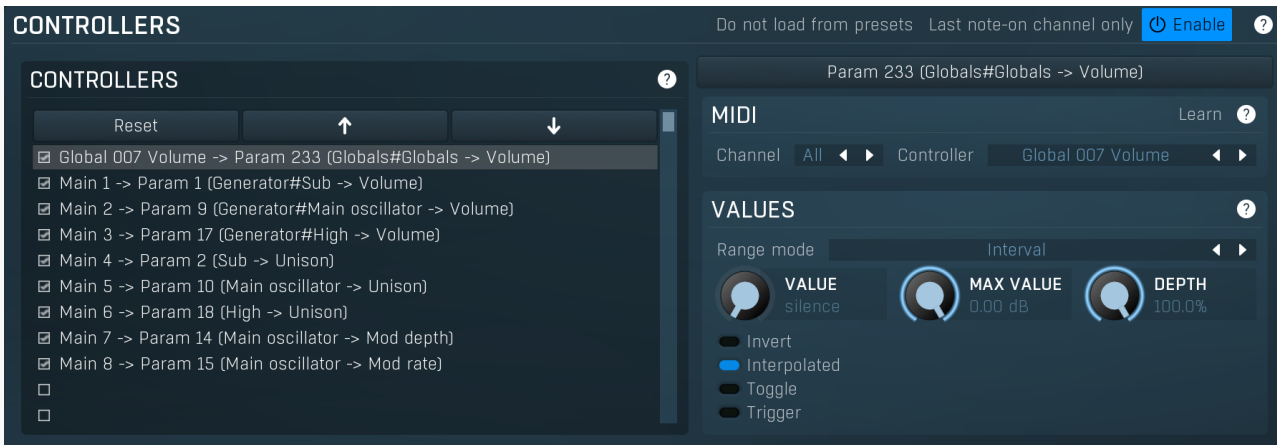 CONTROLLERS
Do not load from presets Last note-on channel only Enable ?
CONTROLLERS ?
Reset
Global 007 Volume -> Param 233 (Globals#Globals -> Volume)
Main 1 -> Param 1 (Generator#Sub -> Volume)
Main 2 -> Param 9 (Generator#Main oscillator -> Volume)
Main 3 -> Param 17 (Generator#High -> Volume)
Main 4 -> Param 2 (Sub -> Unison)
Main 5 -> Param 10 (Main oscillator -> Unison)
Main 6 -> Param 18 (High -> Unison)
Main 7 -> Param 14 (Main oscillator -> Mod depth)
Main 8 -> Param 15 (Main oscillator -> Mod rate)
Param 233 (Globals#Globals -> Volume)
MIDI Learn ?
Channel All Controller Global 007 Volume
VALUES ?
Range mode Interval
VALUE MAX VALUE DEPTH
silence 0.00 dB 100.0%
Invert
Interpolated
Toggle
Trigger